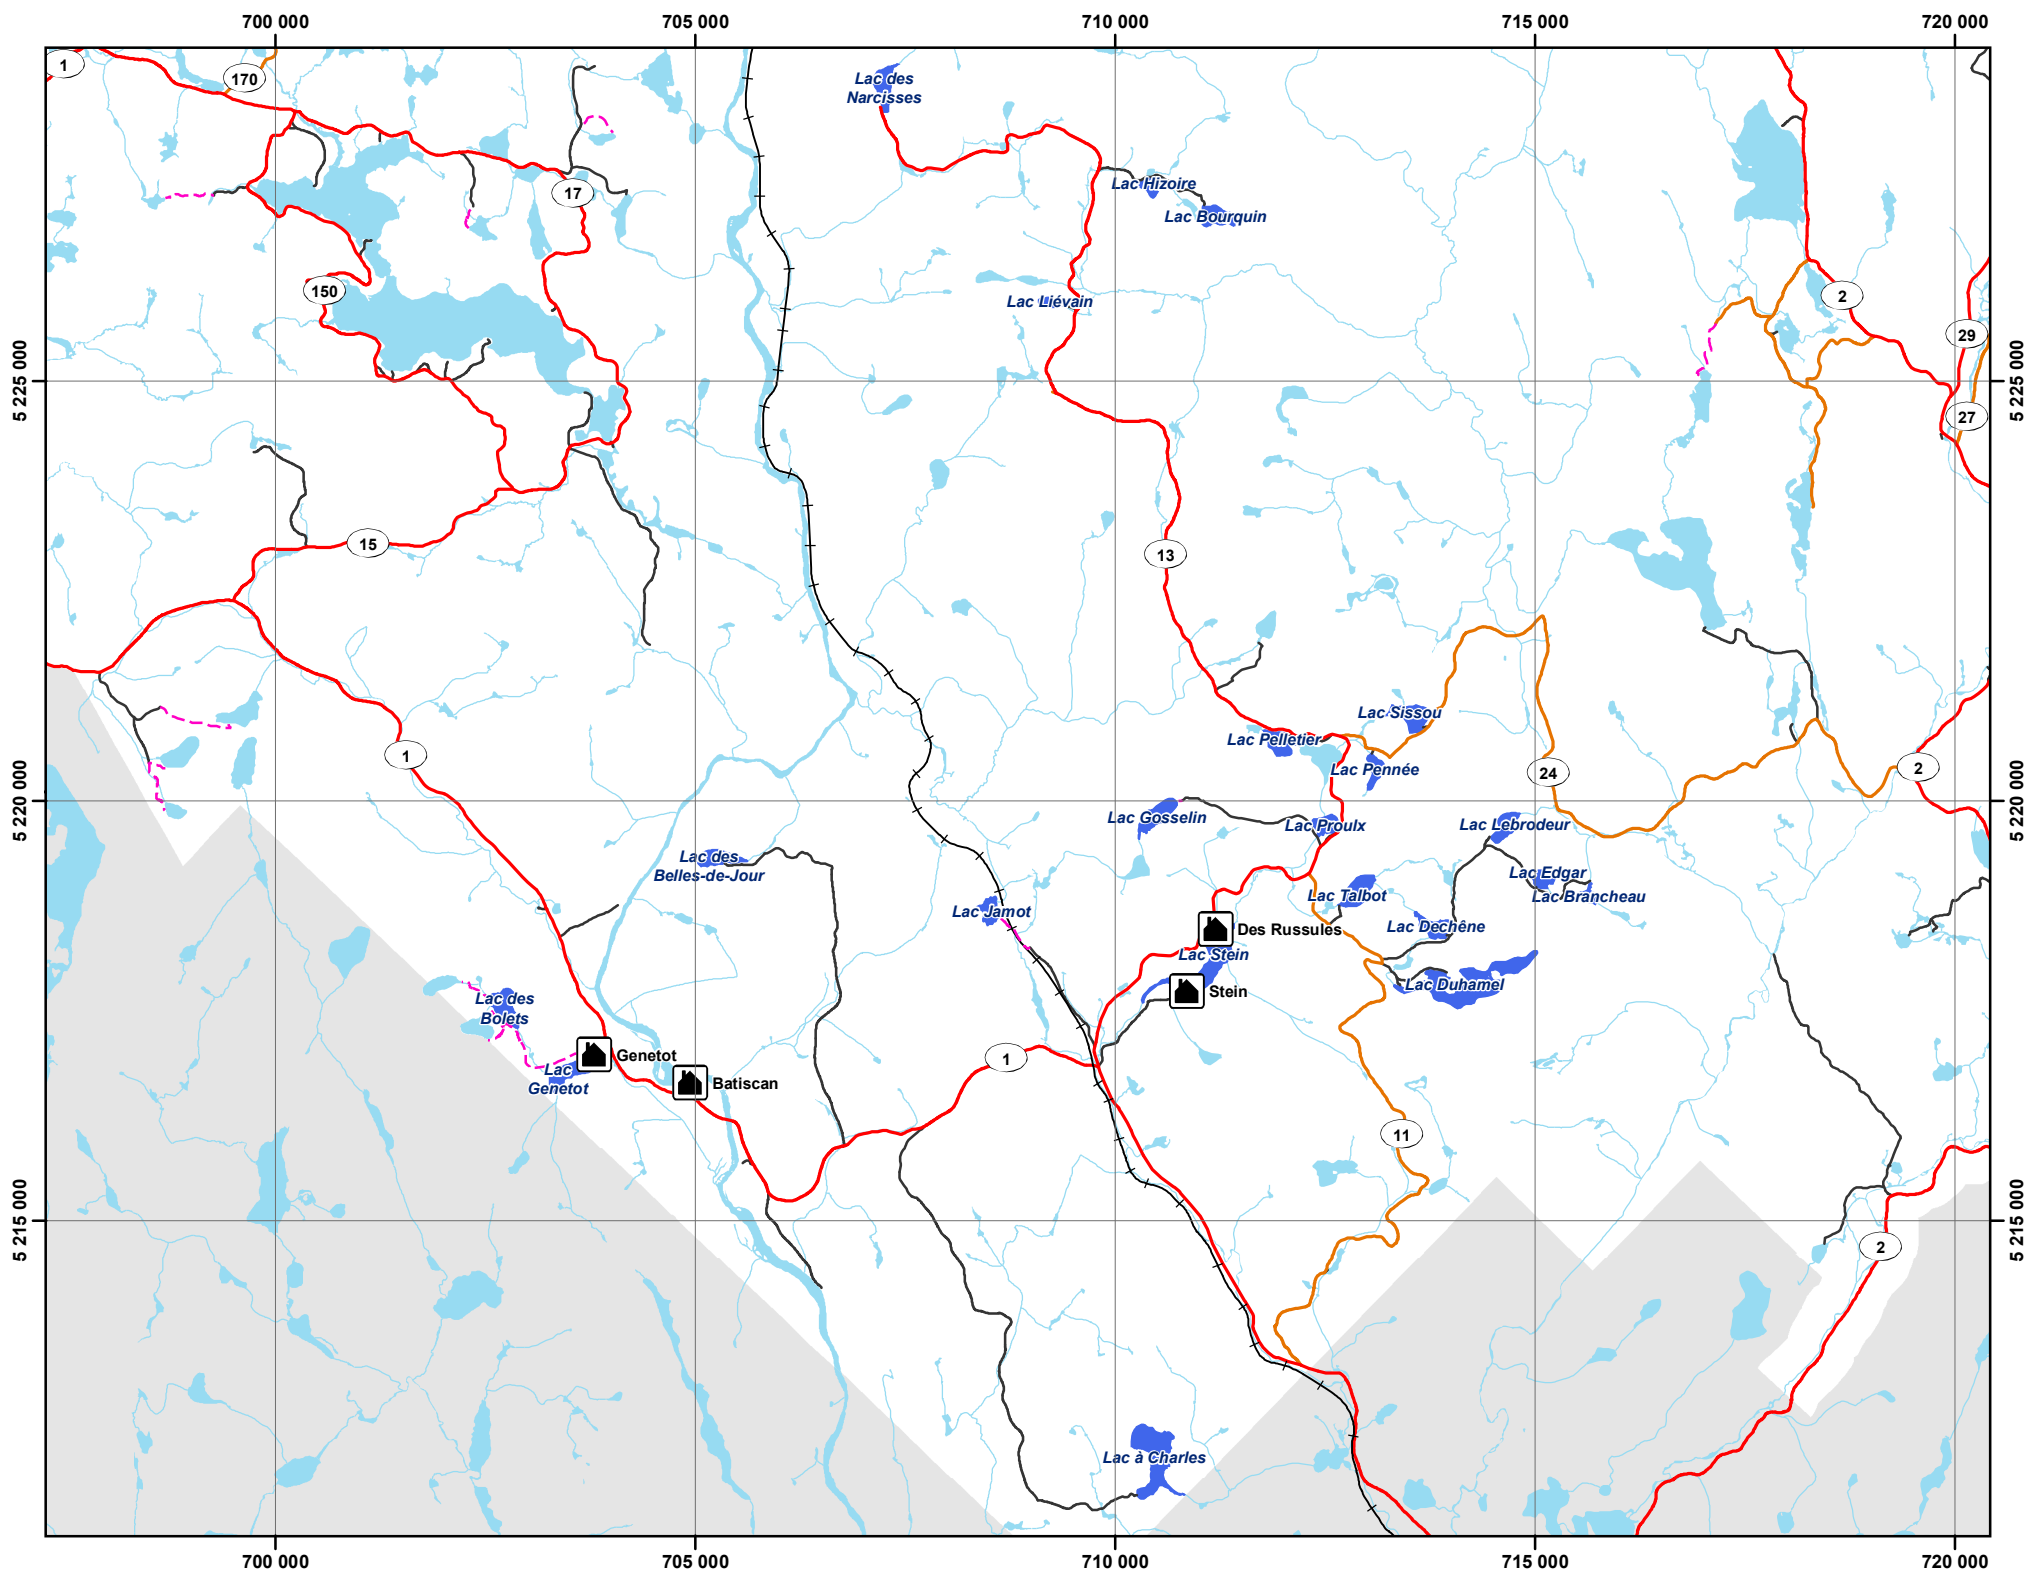 700 000
705 000
710 000
715 000
720 000
1
170
Lac des
Narcisses
17
Lac Hizoire
Lac Bourquin
150
Lac Liévain
2
29
5 225 000
5 225 000
27
15
13
Lac Sissou
Lac Pelletier
1
Lac Pennée
24
2
5 220 000
5 220 000
Lac Gosselin
Lac Proulx
Lac Lebrodeur
Lac des
Belles-de-Jour
Lac Edgar
Lac Talbot
Lac Brancheau
Lac Jamot
Lac Dechêne
Des Russules
Lac Stein
Lac Duhamel
Stein
Lac des
Bolets
Genetot
1
Lac
Genetot
Batiscan
11
5 215 000
5 215 000
2
Lac à Charles
700 000
705 000
710 000
715 000
720 000